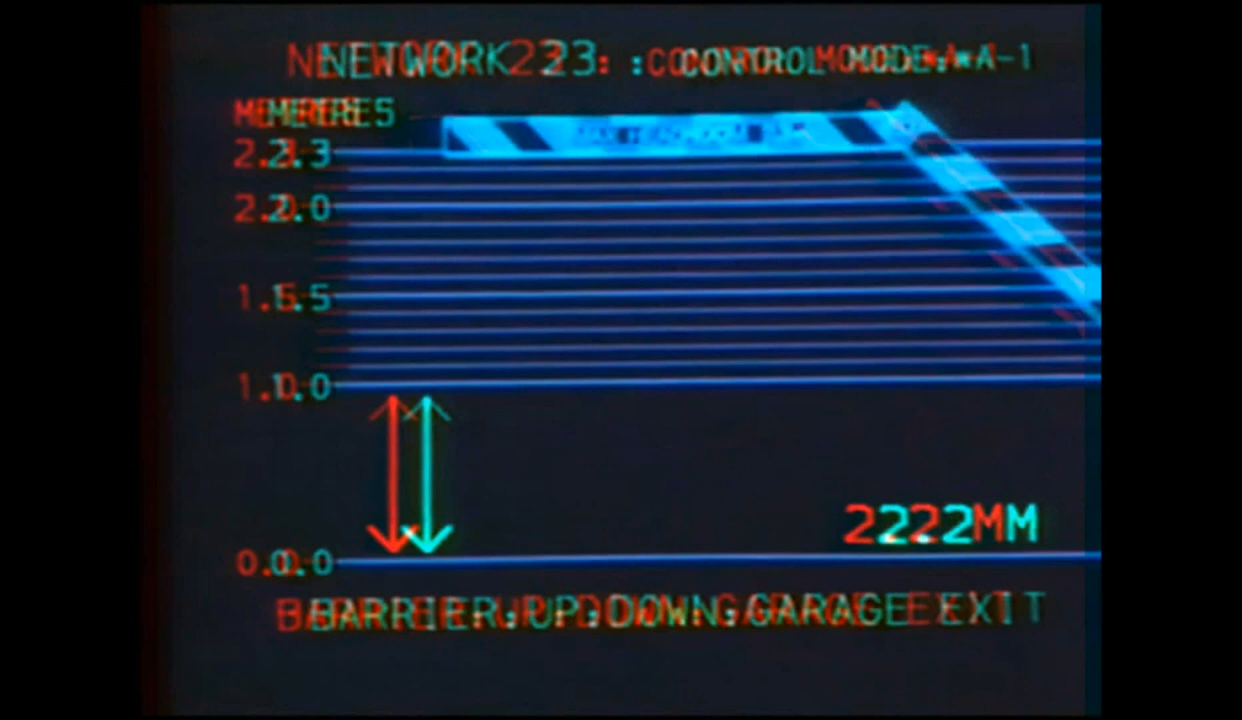 NETWORK 23: CONTROL MODE: A-1
METRES
2.3
2.0
1.5
1.0
2222MM
0.0
BARRIER:UP:DOWN:GARAGE EXIT